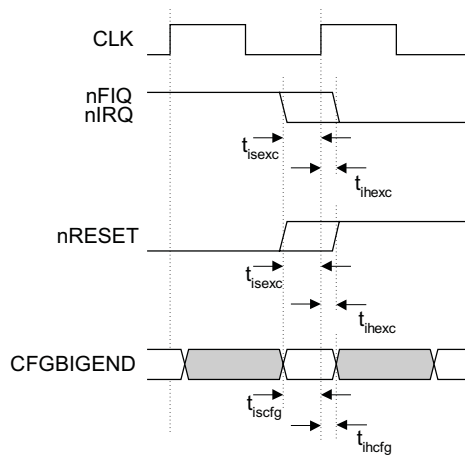 CLK
nFIQ
nIRQ
tisexc
tihexc
nRESET
tisexc
tihexc
CFGBIGEND
tiscfg
tihcfg